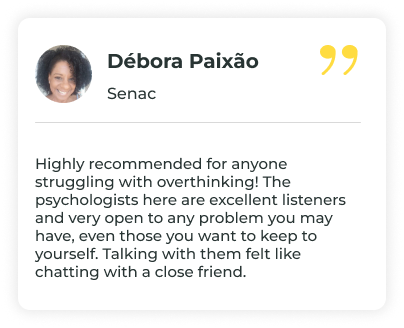 Débora Paixão
Senac
Highly recommended for anyone
struggling with overthinking! The
psychologists here are excellent listeners
and very open to any problem you may
have, even those you want to keep to
yourself. Talking with them felt like
chatting with a close friend.